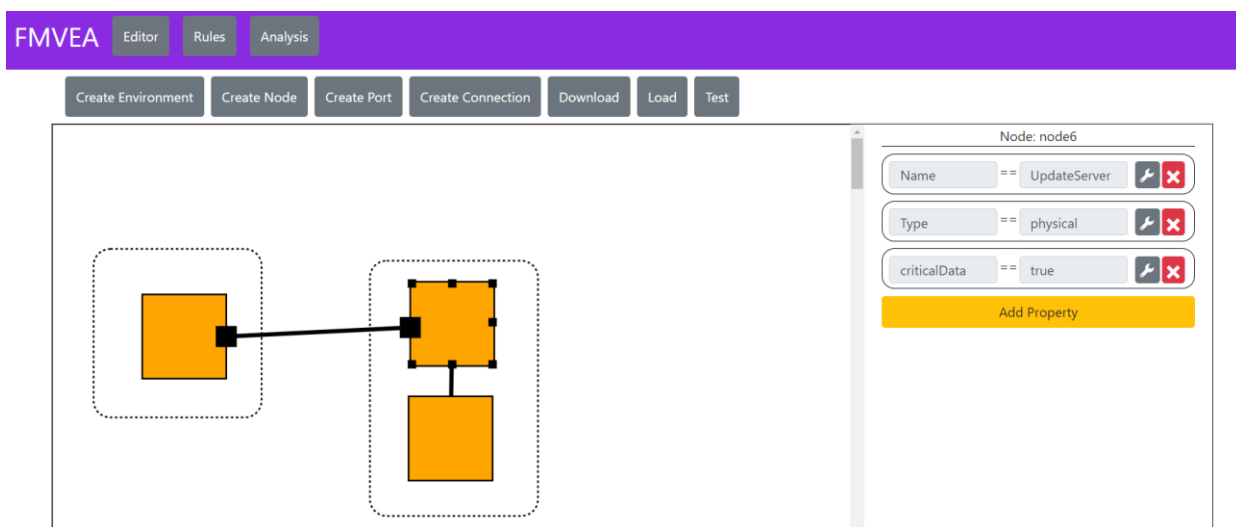 FMVEA Editor Rules Analysis
Create Environment Create Node Create Port Create Connection Download Load Test
Node: node6
Name == UpdateServer
Type == physical
criticalData == true
Add Property